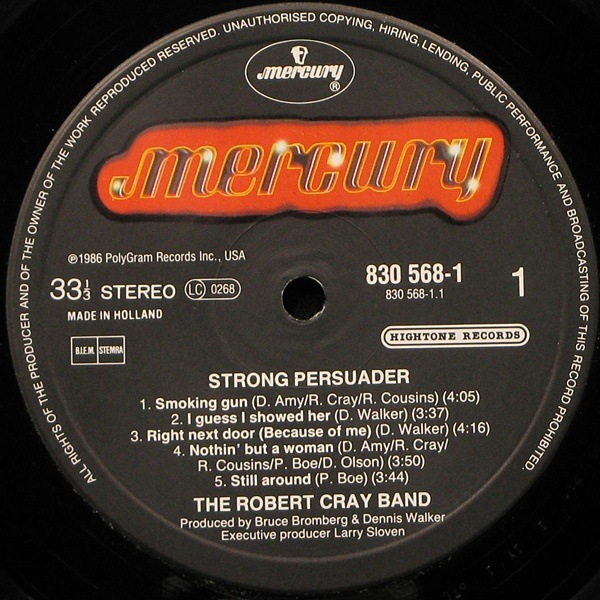 ALL RIGHTS OF THE PRODUCER AND OF THE OWNER OF THE WORK REPRODUCED RESERVED. UNAUTHORISED COPYING, HIRING, LENDING, PUBLIC PERFORMANCE AND BROADCASTING OF THIS RECORD PROHIBITED.
mercury
®
mercury
℗1986 PolyGram Records Inc., USA
33⅓ STEREO LC 0268
MADE IN HOLLAND
830 568-1
830 568-1.1
1
B.I.E.M. STEMRA
HIGHTONE RECORDS
STRONG PERSUADER
1. Smoking gun (D. Amy/R. Cray/R. Cousins) (4:05)
2. I guess I showed her (D. Walker) (3:37)
3. Right next door (Because of me) (D. Walker) (4:16)
4. Nothin' but a woman (D. Amy/R. Cray/
R. Cousins/P. Boe/D. Olson) (3:50)
5. Still around (P. Boe) (3:44)
THE ROBERT CRAY BAND
Produced by Bruce Bromberg & Dennis Walker
Executive producer Larry Sloven